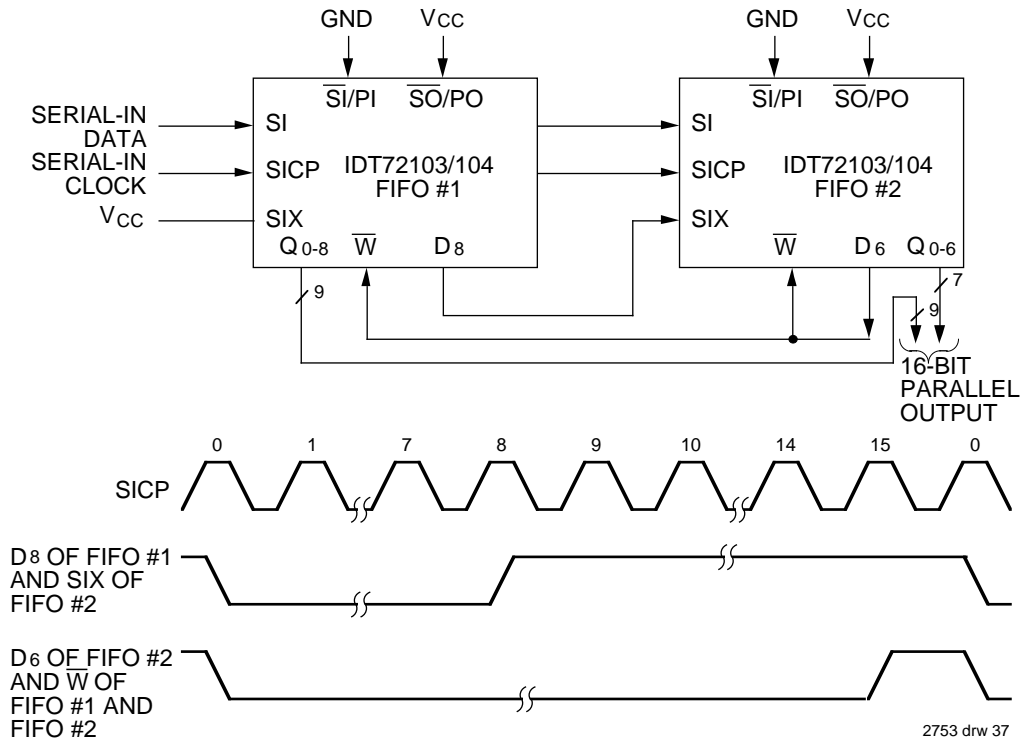 GND VCC GND VCC
SI/PI SO/PO SI/PI SO/PO
SERIAL-IN
DATA
SI SI
SERIAL-IN
CLOCK
SICP IDT72103/104
FIFO #1
SICP IDT72103/104
FIFO #2
VCC SIX SIX
Q0-8 W D8 W D6 Q0-6
9 7
9
16-BIT
PARALLEL
OUTPUT
0 1 7 8 9 10 14 15 0
SICP
D8 OF FIFO #1
AND SIX OF
FIFO #2
D6 OF FIFO #2
AND W OF
FIFO #1 AND
FIFO #2
2753 drw 37